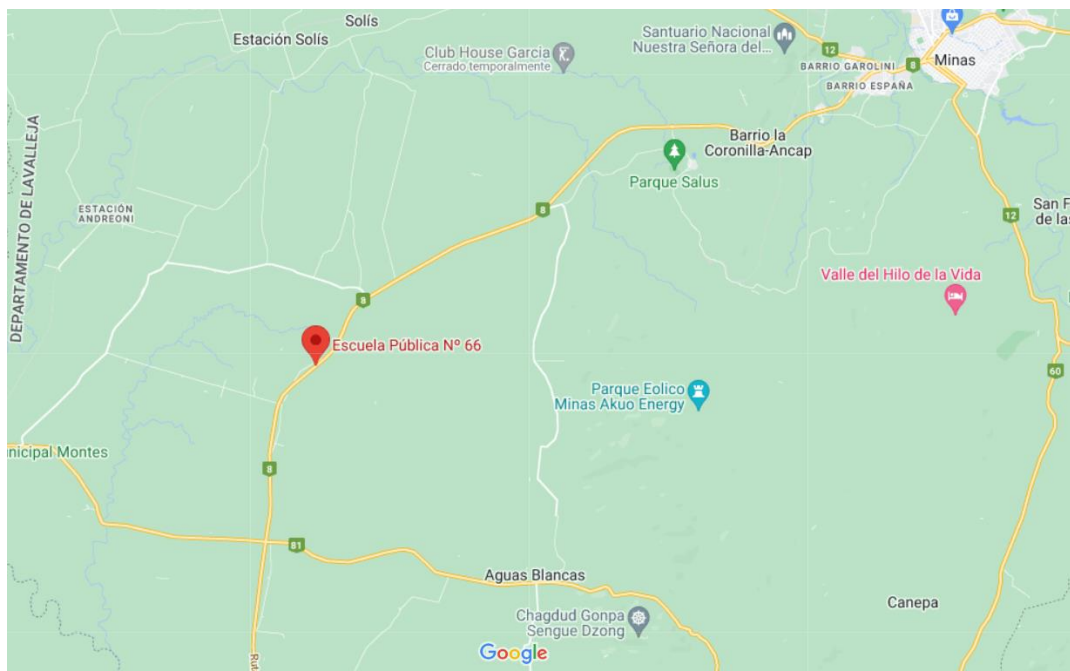 Solís
Estación Solís
Club House Garcia
Cerrado temporalmente
Santuario Nacional
Nuestra Señora del...
12
8
Minas
BARRIO GAROLINI
BARRIO ESPAÑA
8
Barrio la
Coronilla-Ancap
Parque Salus
DEPARTAMENTO DE LAVALLEJA
ESTACIÓN
ANDREONI
8
12
San F
de las
Valle del Hilo de la Vida
8
Escuela Pública Nº 66
Parque Eolico
Minas Akuo Energy
60
nicipal Montes
8
81
Aguas Blancas
Canepa
Chagdud Gonpa
Sengue Dzong
Google
Rut